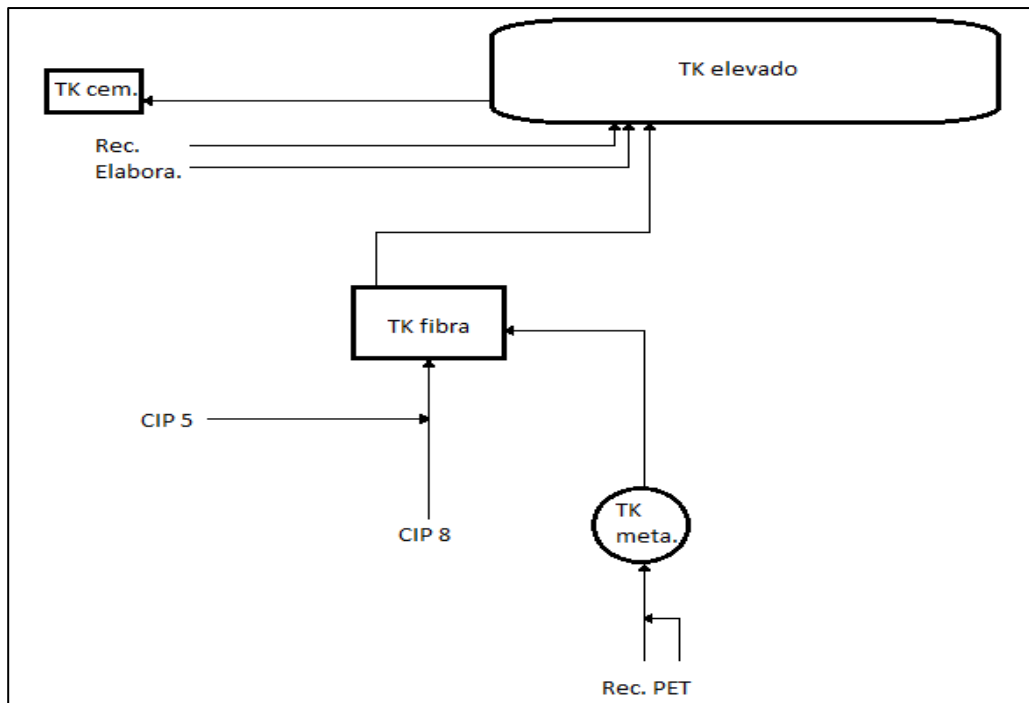 TK elevado
TK cem.
Rec.
Elabora.
TK fibra
CIP 5
CIP 8
TK
meta.
Rec. PET